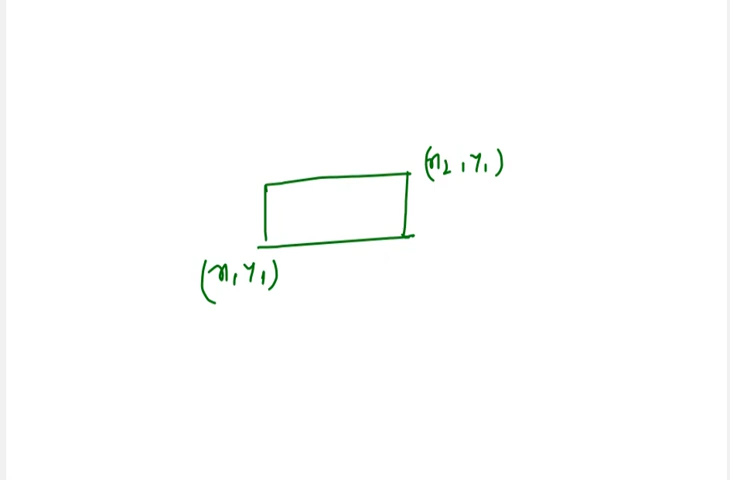 (x₂, y₁)
(x₁, y₁)